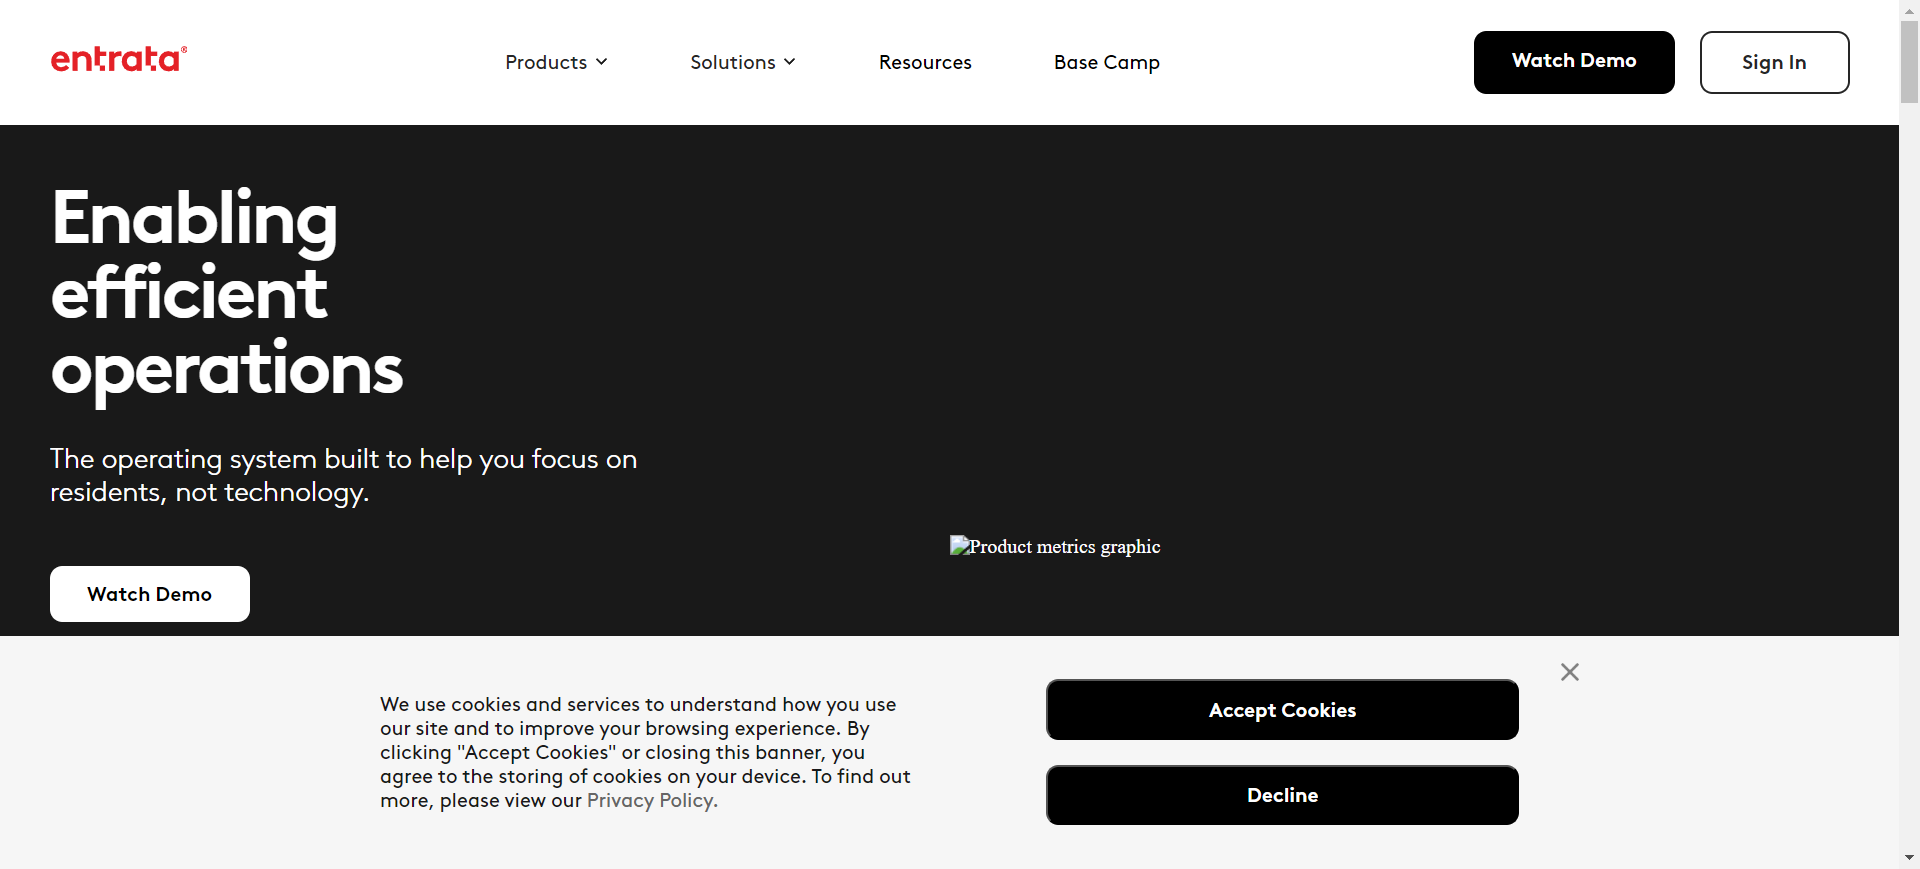 entrata®
Products
Solutions
Resources
Base Camp
Watch Demo
Sign In
Enabling
efficient
operations
The operating system built to help you focus on
residents, not technology.
Product metrics graphic
Watch Demo
We use cookies and services to understand how you use
our site and to improve your browsing experience. By
clicking "Accept Cookies" or closing this banner, you
agree to the storing of cookies on your device. To find out
more, please view our Privacy Policy.
Accept Cookies
Decline